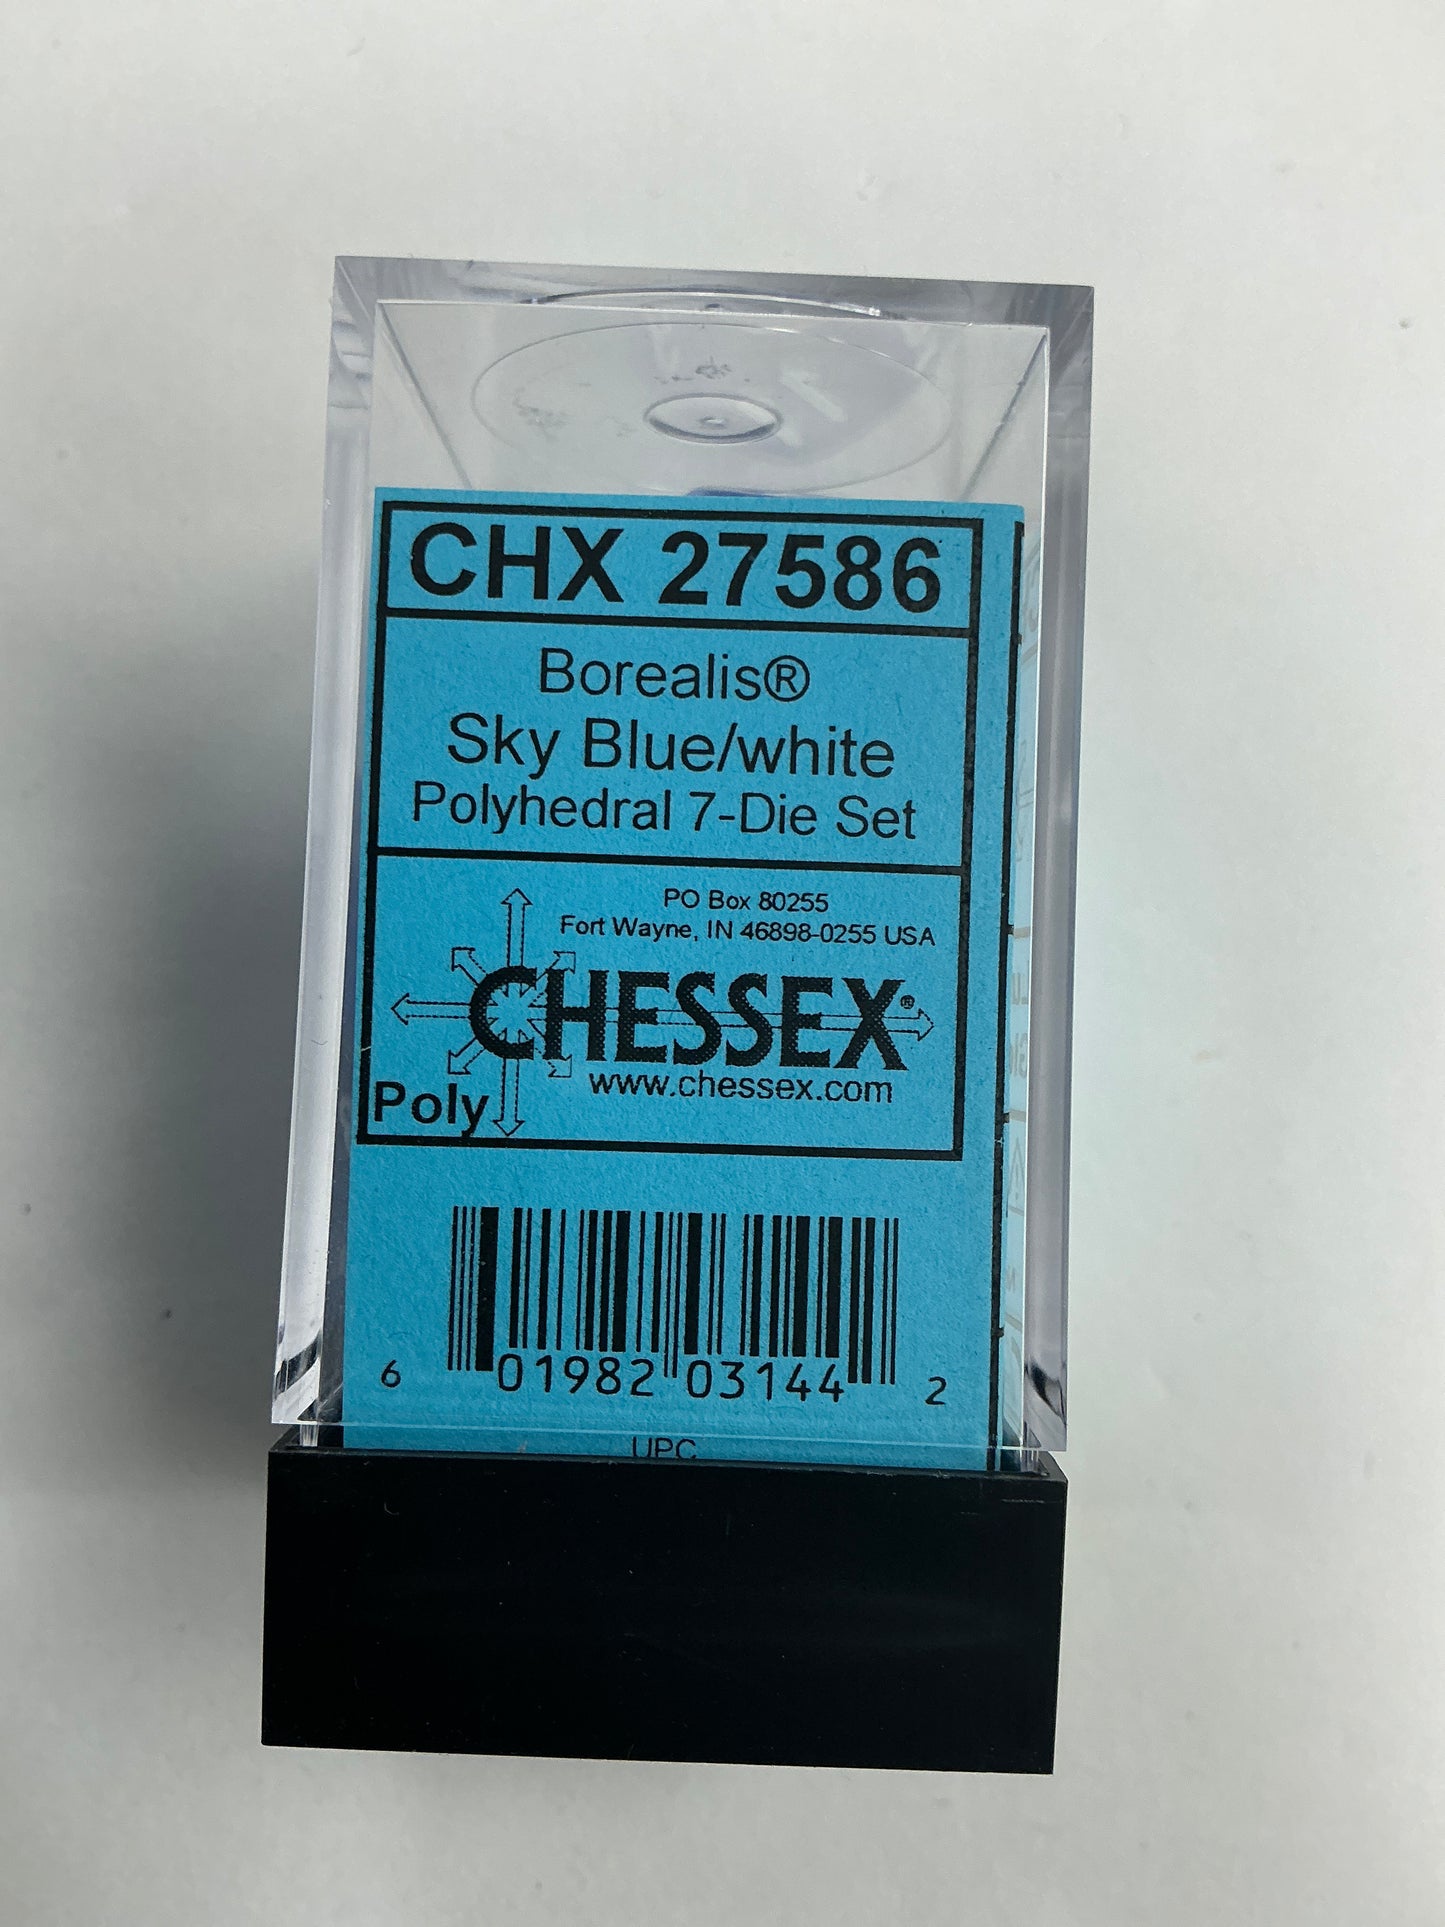 CHX 27586
Borealis®
Sky Blue/white
Polyhedral 7-Die Set
PO Box 80255
Fort Wayne, IN 46898-0255 USA
CHESSEX®
www.chessex.com
Poly
6 01982 03144 2
UPC